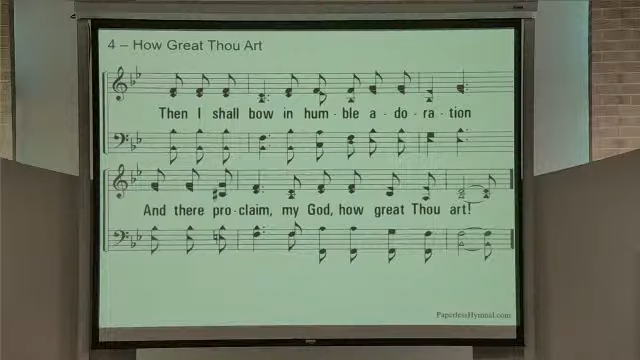 4 – How Great Thou Art
Then I shall bow in hum - ble a - do - ra - tion
And there pro - claim, my God, how great Thou art!
PaperlessHymnal.com